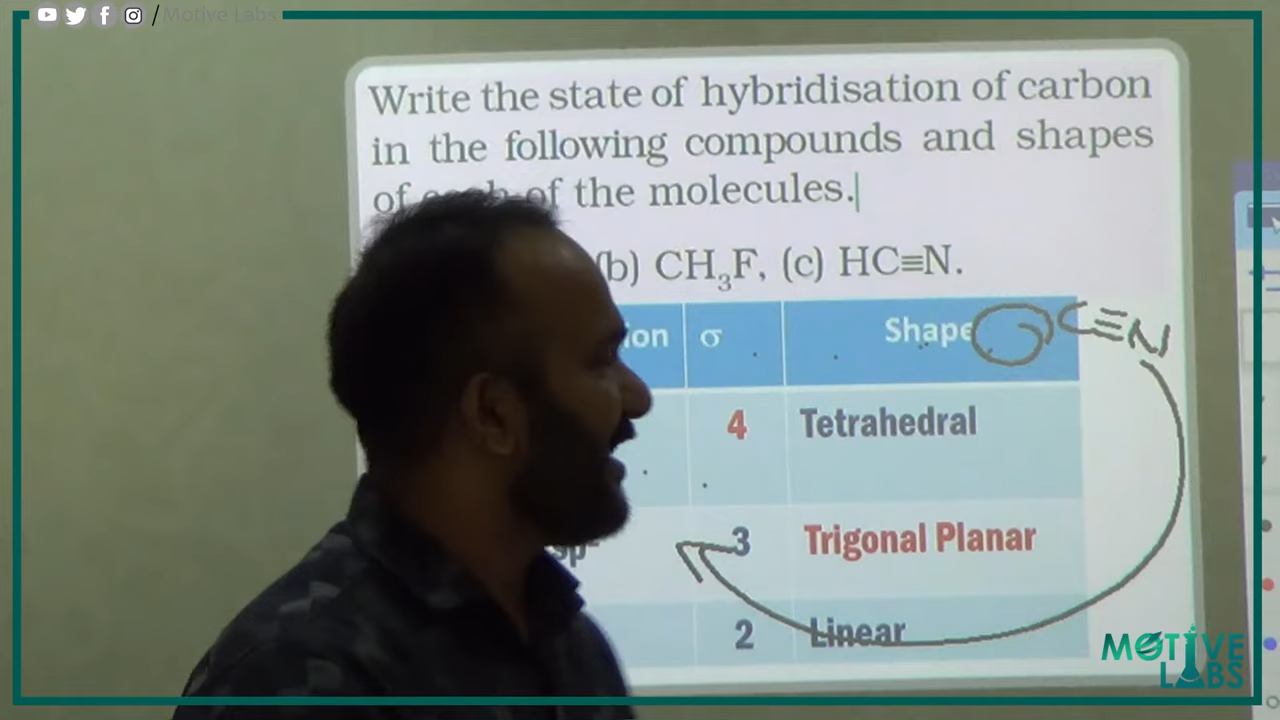 / Motive Labs
Write the state of hybridisation of carbon
in the following compounds and shapes
of of the molecules.
(b) CH₃F, (c) HC≡N.
σ Shape C≡N
4 Tetrahedral
3 Trigonal Planar
2 Linear
MOTIVE
LABS